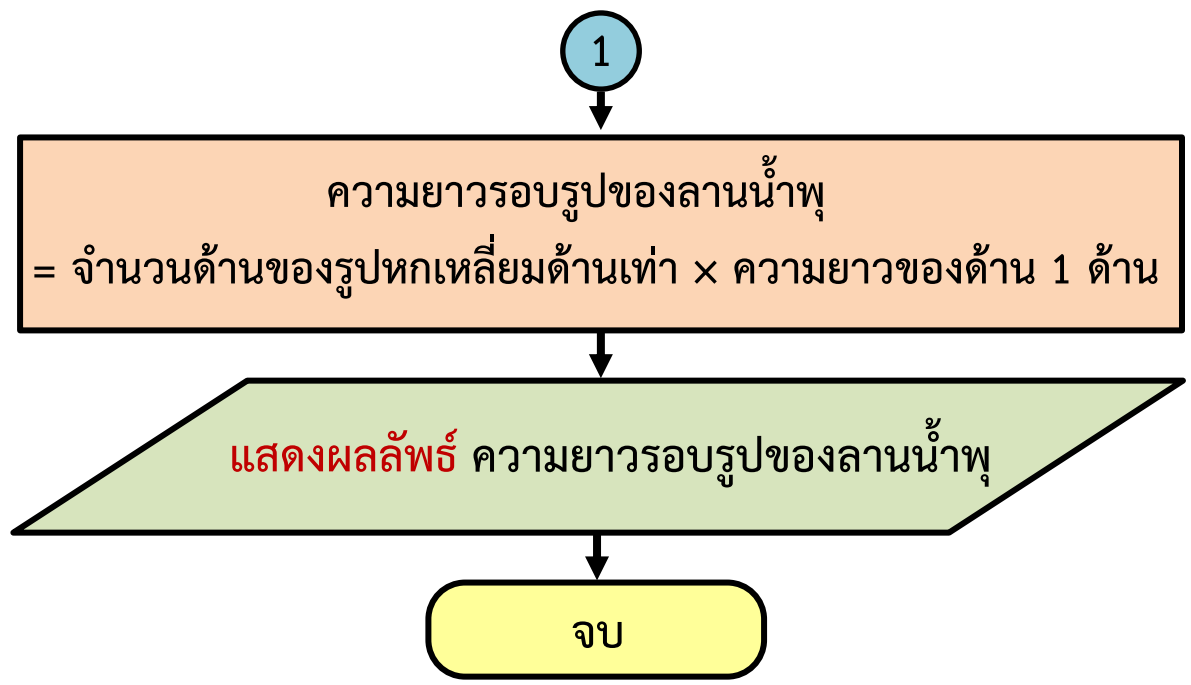 1
ความยาวรอบรูปของลานน้ำพุ
= จำนวนด้านของรูปหกเหลี่ยมด้านเท่า × ความยาวของด้าน 1 ด้าน
แสดงผลลัพธ์ ความยาวรอบรูปของลานน้ำพุ
จบ